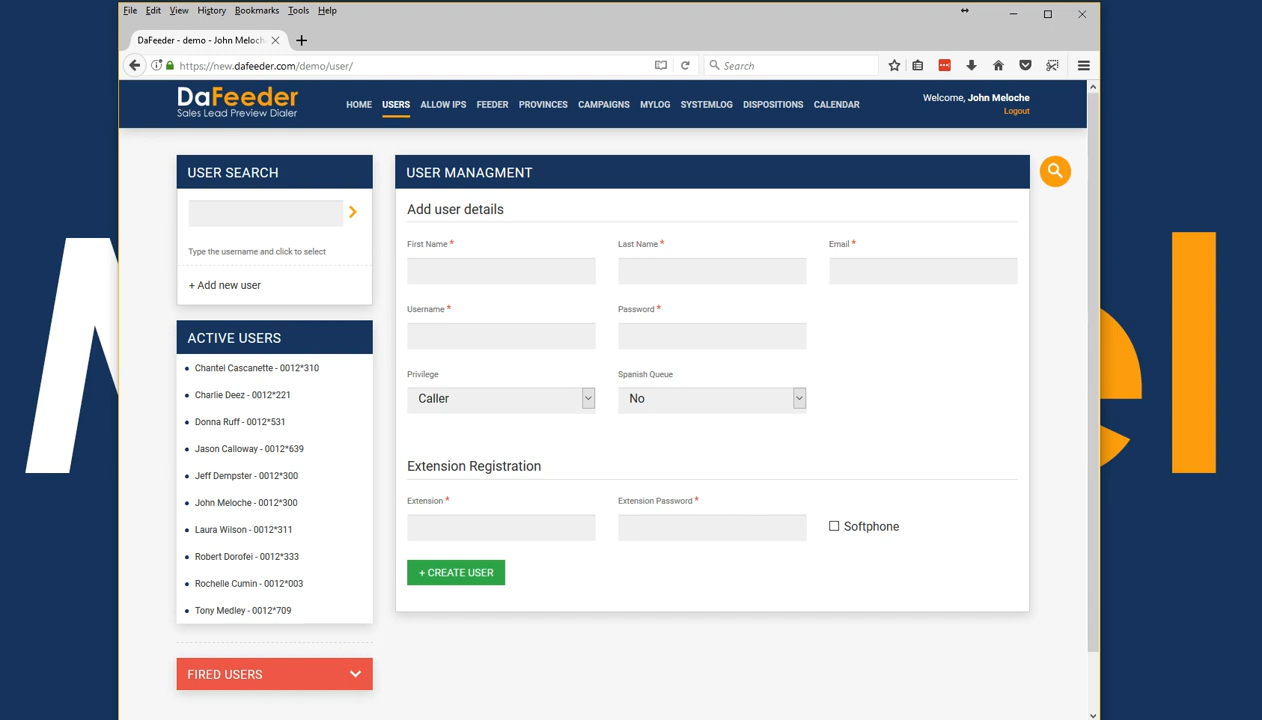 File Edit View History Bookmarks Tools Help
DaFeeder - demo - John Meloch
https://new.dafeeder.com/demo/user/
Search
DaFeeder
Sales Lead Preview Dialer
HOME USERS ALLOW IPS FEEDER PROVINCES CAMPAIGNS MYLOG SYSTEMLOG DISPOSITIONS CALENDAR
Welcome, John Meloche
Logout
USER SEARCH
Type the username and click to select
+ Add new user
ACTIVE USERS
Chantel Cascanette - 0012*310
Charlie Deez - 0012*221
Donna Ruff - 0012*531
Jason Calloway - 0012*639
Jeff Dempster - 0012*300
John Meloche - 0012*300
Laura Wilson - 0012*311
Robert Dorofei - 0012*333
Rochelle Cumin - 0012*003
Tony Medley - 0012*709
FIRED USERS
USER MANAGMENT
Add user details
First Name * Last Name * Email *
Username * Password *
Privilege Spanish Queue
Caller No
Extension Registration
Extension * Extension Password *
Softphone
+ CREATE USER